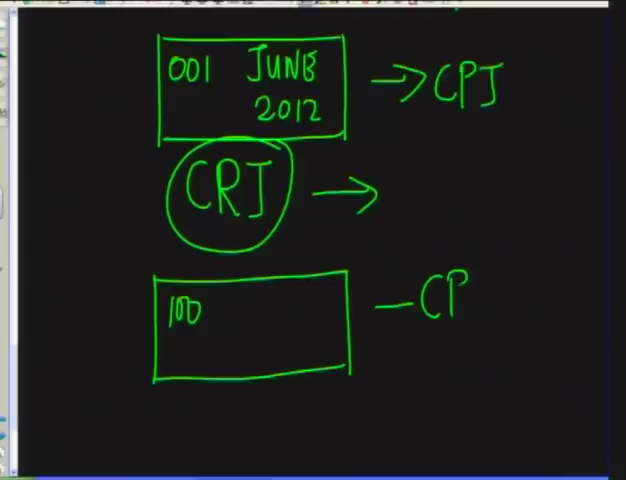 001 JUNE
2012 → CPJ
CRJ →
100 – CP